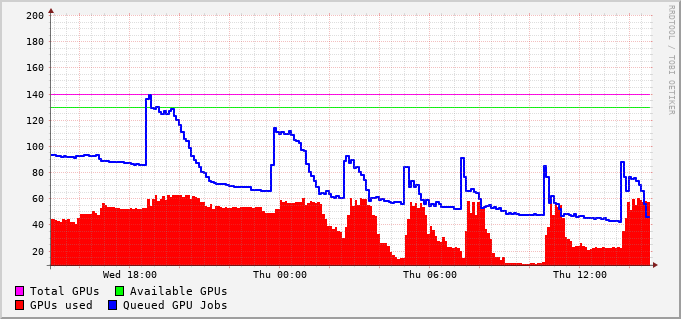 200
180
160
140
120
100
80
60
40
20
Wed 18:00 Thu 00:00 Thu 06:00 Thu 12:00
Total GPUs Available GPUs
GPUs used Queued GPU Jobs
RRDTOOL / TOBI OETIKER